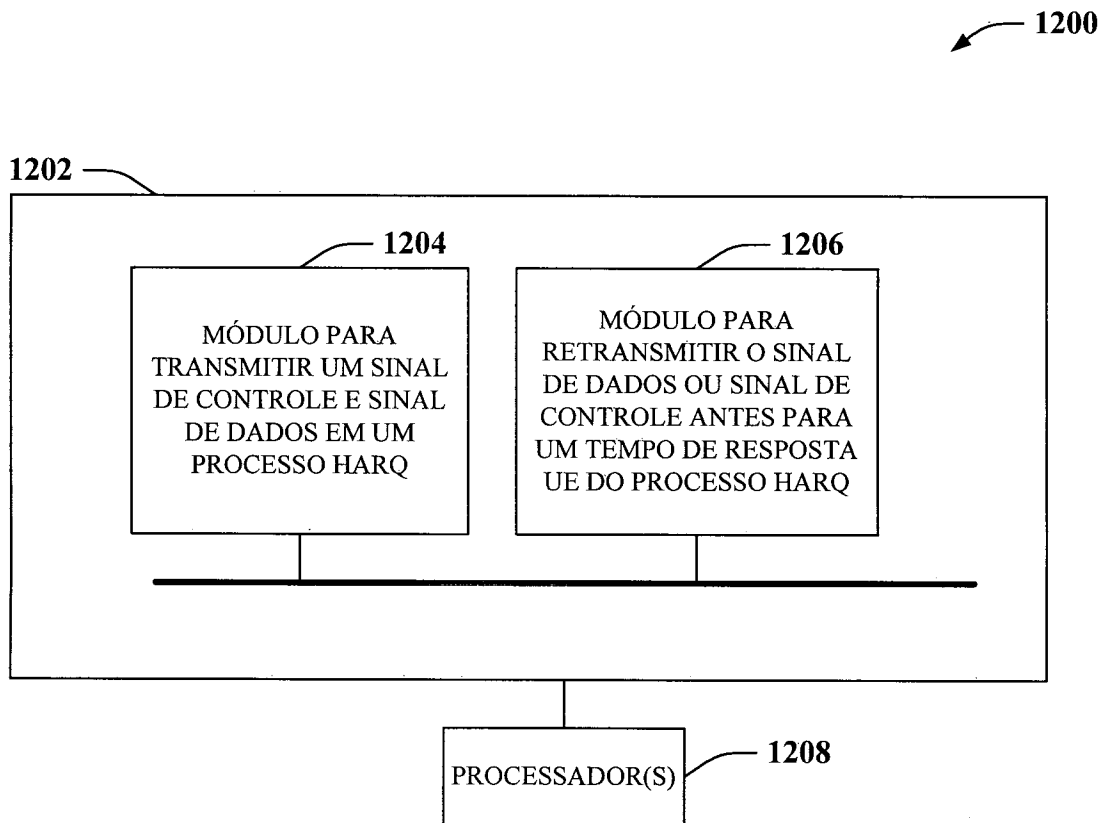 1200
1202
1204
1206
MÓDULO PARA
TRANSMITIR UM SINAL
DE CONTROLE E SINAL
DE DADOS EM UM
PROCESSO HARQ
MÓDULO PARA
RETRANSMITIR O SINAL
DE DADOS OU SINAL DE
CONTROLE ANTES PARA
UM TEMPO DE RESPOSTA
UE DO PROCESSO HARQ
1208
PROCESSADOR(S)